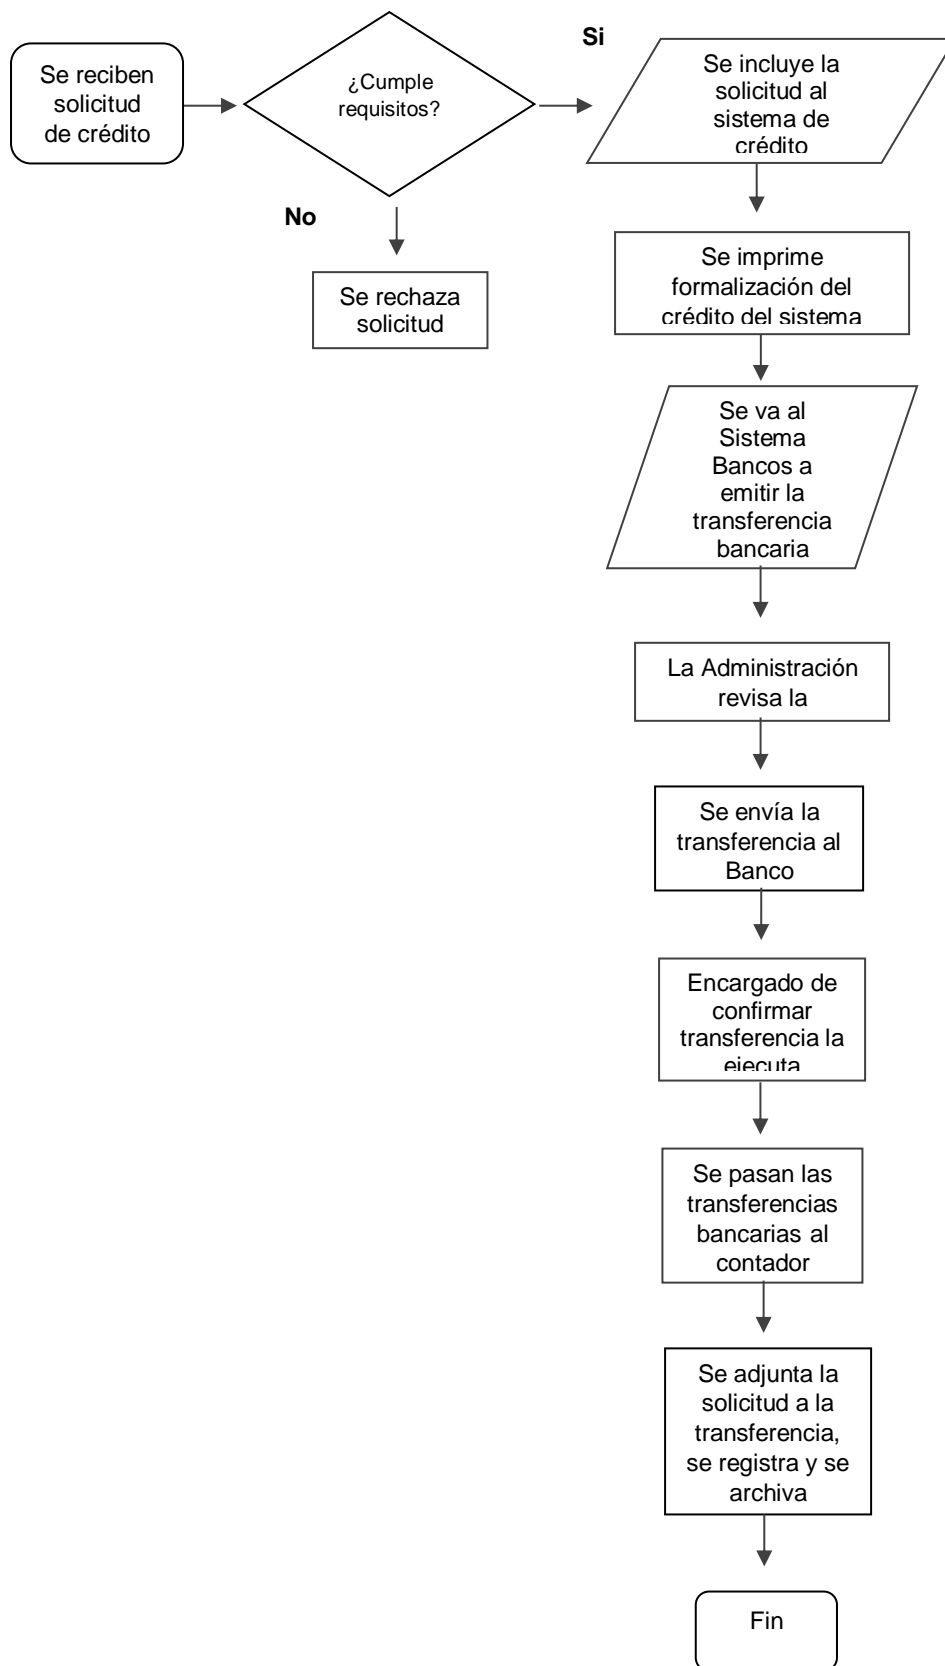 Se reciben
solicitud
de crédito
¿Cumple
requisitos?
Si
Se incluye la
solicitud al
sistema de
crédito
No
Se rechaza
solicitud
Se imprime
formalización del
crédito del sistema
Se va al
Sistema
Bancos a
emitir la
transferencia
bancaria
La Administración
revisa la
Se envía la
transferencia al
Banco
Encargado de
confirmar
transferencia la
ejecuta
Se pasan las
transferencias
bancarias al
contador
Se adjunta la
solicitud a la
transferencia,
se registra y se
archiva
Fin